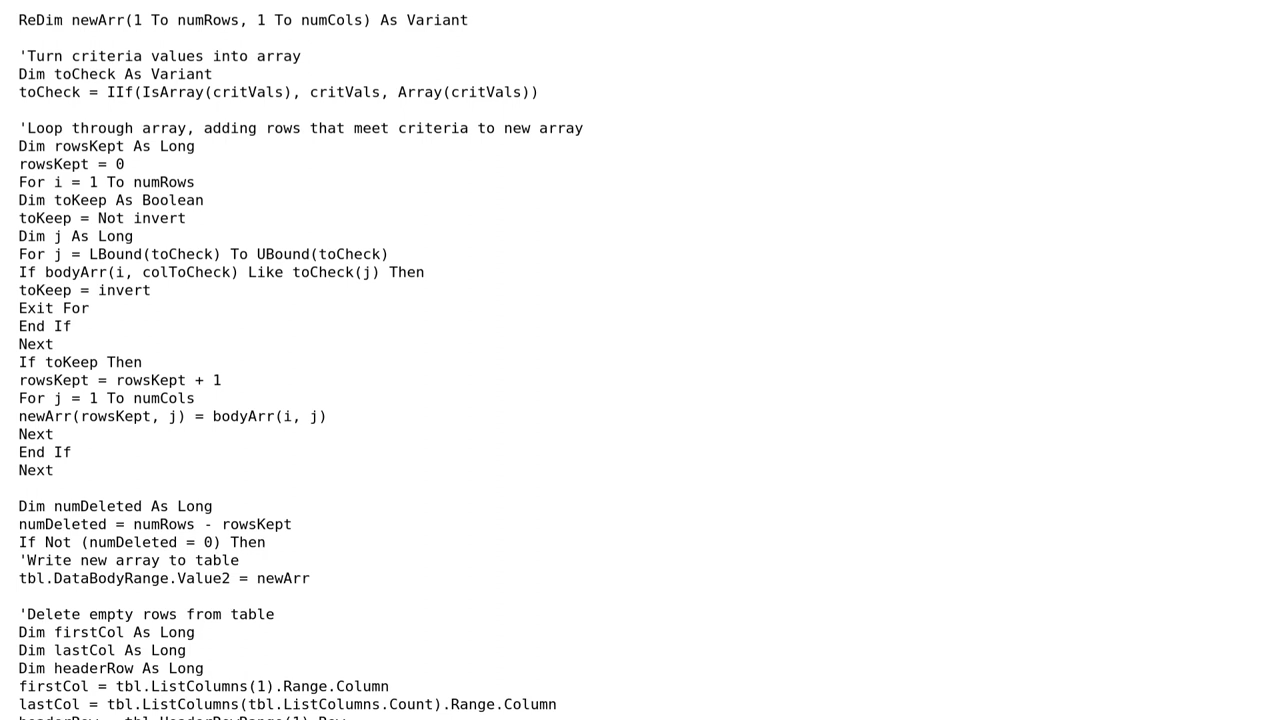 ReDim newArr(1 To numRows, 1 To numCols) As Variant
'Turn criteria values into array
Dim toCheck As Variant
toCheck = IIf(IsArray(critVals), critVals, Array(critVals))
'Loop through array, adding rows that meet criteria to new array
Dim rowsKept As Long
rowsKept = 0
For i = 1 To numRows
Dim toKeep As Boolean
toKeep = Not invert
Dim j As Long
For j = LBound(toCheck) To UBound(toCheck)
If bodyArr(i, colToCheck) Like toCheck(j) Then
toKeep = invert
Exit For
End If
Next
If toKeep Then
rowsKept = rowsKept + 1
For j = 1 To numCols
newArr(rowsKept, j) = bodyArr(i, j)
Next
End If
Next
Dim numDeleted As Long
numDeleted = numRows - rowsKept
If Not (numDeleted = 0) Then
'Write new array to table
tbl.DataBodyRange.Value2 = newArr
'Delete empty rows from table
Dim firstCol As Long
Dim lastCol As Long
Dim headerRow As Long
firstCol = tbl.ListColumns(1).Range.Column
lastCol = tbl.ListColumns(tbl.ListColumns.Count).Range.Column
headerRow = tbl.HeaderRowRange(1).Row